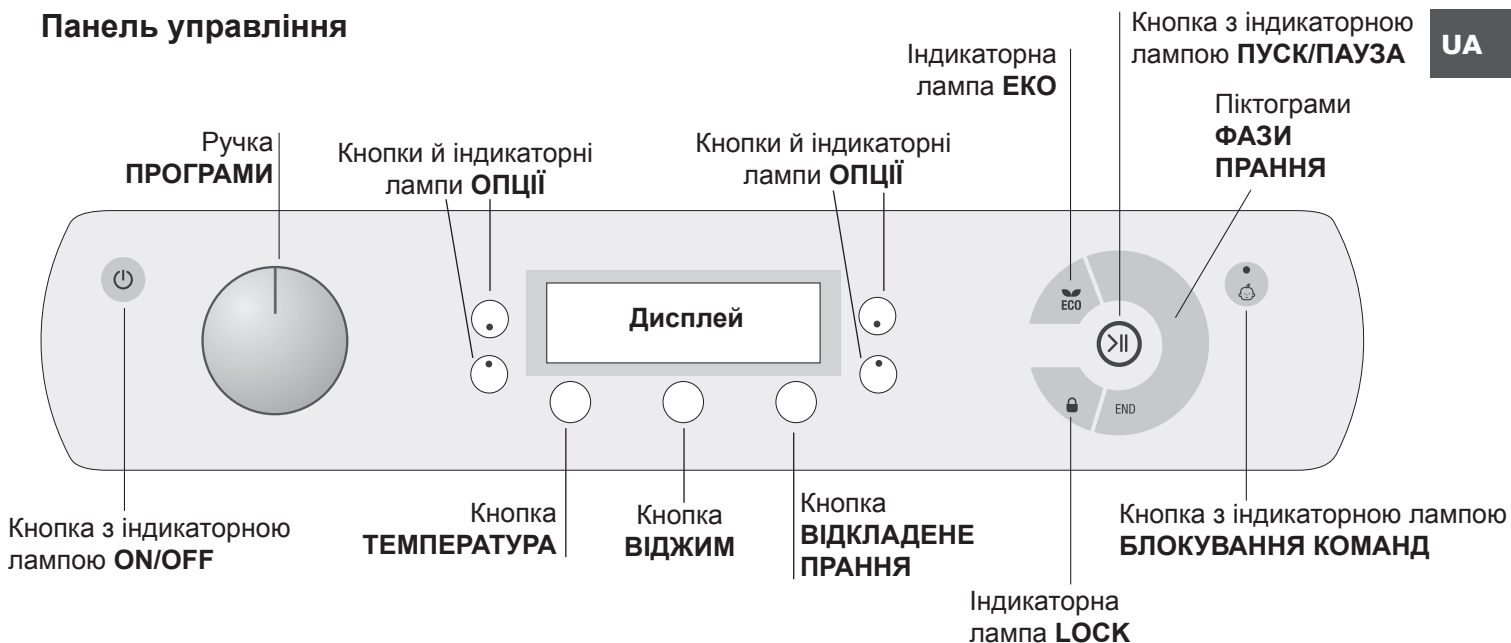 Панель управління
UA
Кнопка з індикаторною
лампою ПУСК/ПАУЗА
Індикаторна
лампа ЕКО
Піктограми
ФАЗИ
ПРАННЯ
Ручка
ПРОГРАМИ
Кнопки й індикаторні
лампи ОПЦІЇ
Кнопки й індикаторні
лампи ОПЦІЇ
Дисплей
ECO
END
Кнопка з індикаторною
лампою ON/OFF
Кнопка
ТЕМПЕРАТУРА
Кнопка
ВІДЖИМ
Кнопка
ВІДКЛАДЕНЕ
ПРАННЯ
Індикаторна
лампа LOCK
Кнопка з індикаторною лампою
БЛОКУВАННЯ КОМАНД